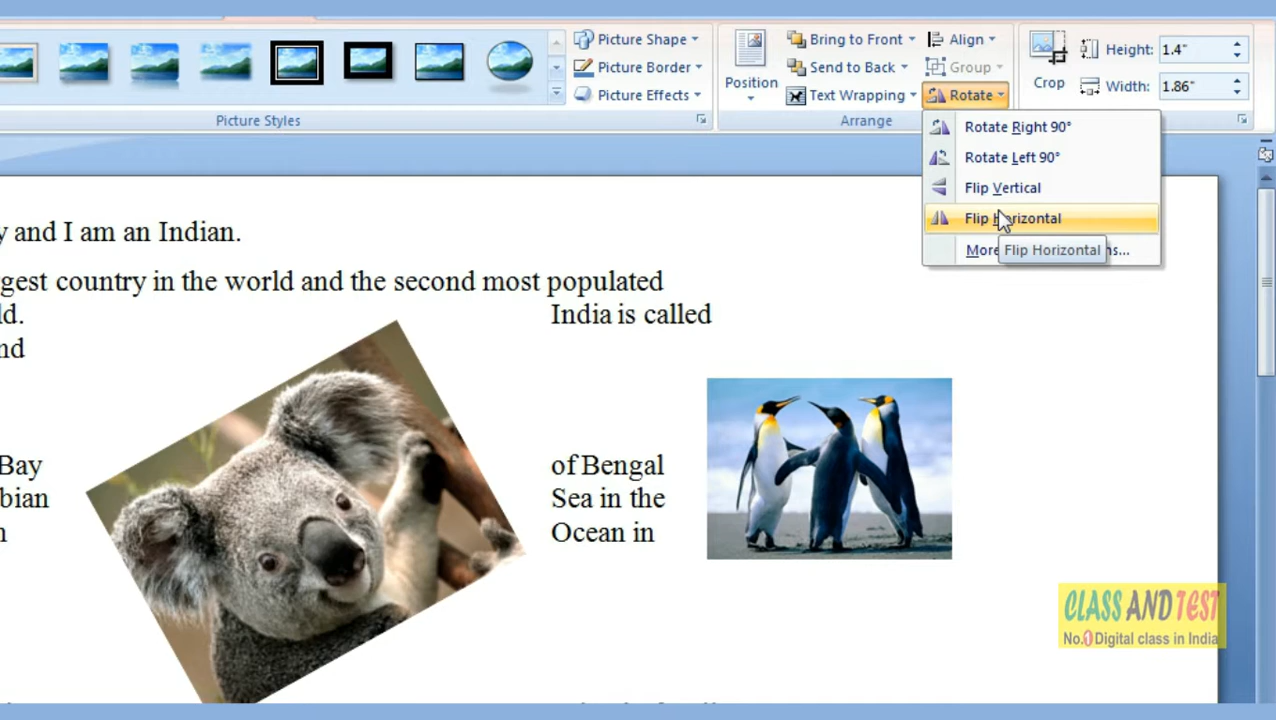 Picture Shape
Bring to Front
Align
Height: 1.4"
Picture Border
Send to Back
Group
Position
Crop
Width: 1.86"
Picture Effects
Text Wrapping
Rotate
Picture Styles
Arrange
Rotate Right 90°
Rotate Left 90°
Flip Vertical
Flip Horizontal
More
Flip Horizontal
y and I am an Indian.
gest country in the world and the second most populated
ld.
India is called
nd
Bay
of Bengal
bian
Sea in the
n
Ocean in
CLASS AND TEST
No.1 Digital class in India